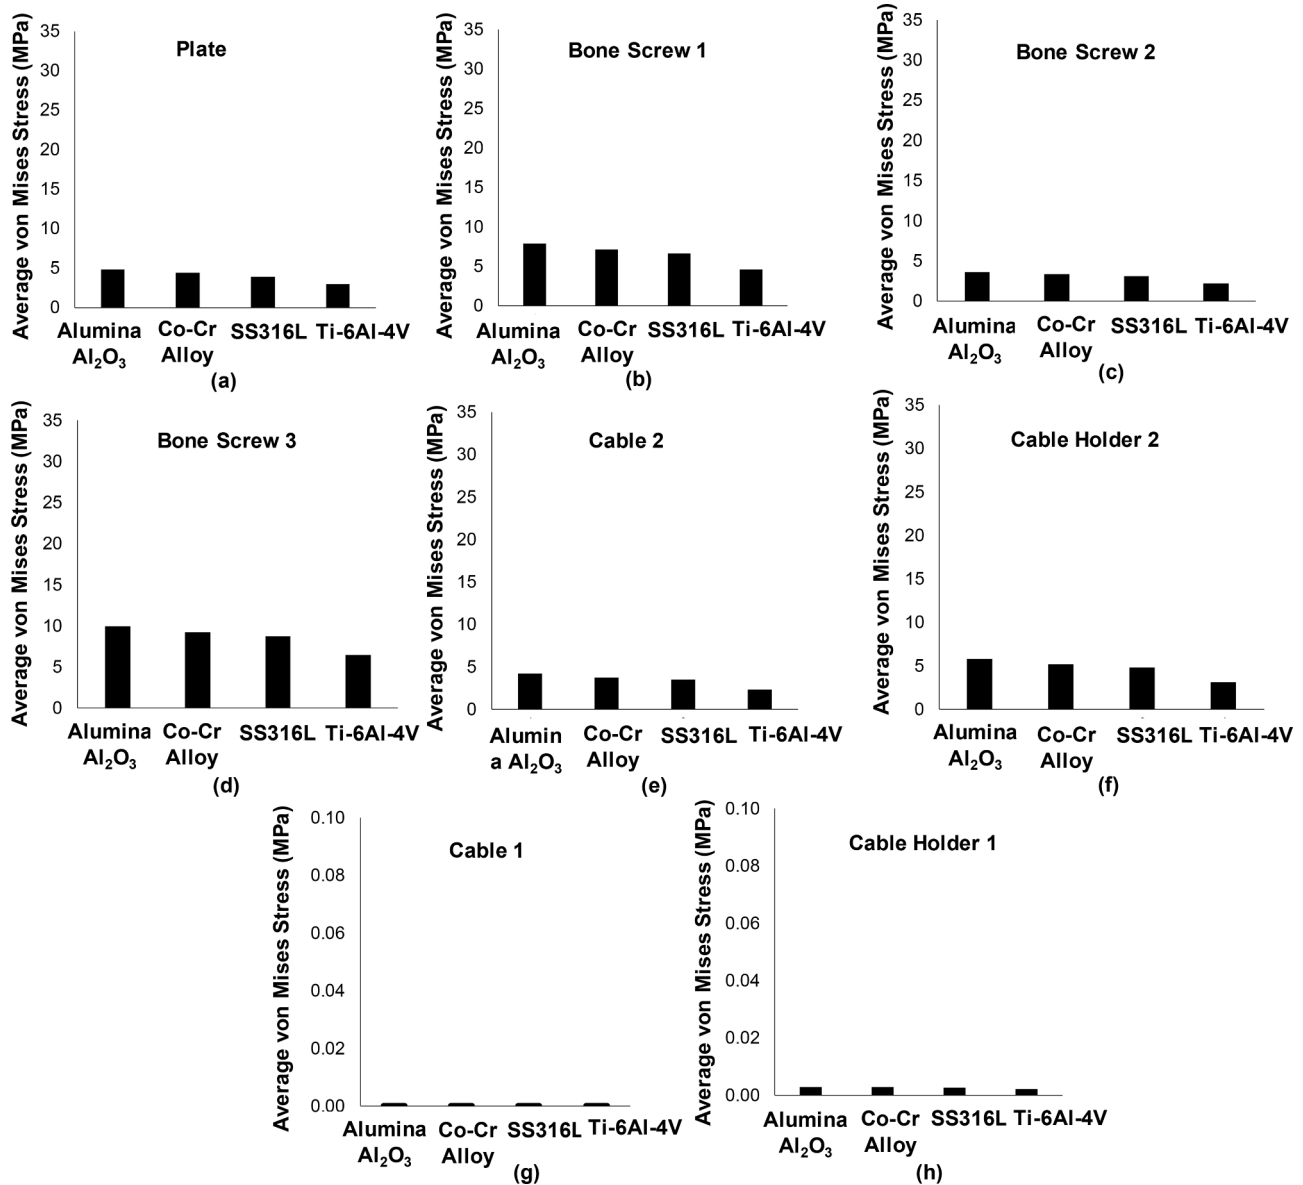 Average von Mises Stress (MPa)
35
30
25
20
15
10
5
0
Plate
Alumina
Al₂O₃
Co-Cr
Alloy
SS316L
Ti-6Al-4V
(a)
Average von Mises Stress (MPa)
35
30
25
20
15
10
5
0
Bone Screw 1
Alumina
Al₂O₃
Co-Cr
Alloy
SS316L
Ti-6Al-4V
(b)
Average von Mises Stress (MPa)
35
30
25
20
15
10
5
0
Bone Screw 2
Alumina
Al₂O₃
Co-Cr
Alloy
SS316L
Ti-6Al-4V
(c)
Average von Mises Stress (MPa)
35
30
25
20
15
10
5
0
Bone Screw 3
Alumina
Al₂O₃
Co-Cr
Alloy
SS316L
Ti-6Al-4V
(d)
Average von Mises Stress (MPa)
35
30
25
20
15
10
5
0
Cable 2
Alumin
a Al₂O₃
Co-Cr
Alloy
SS316L
Ti-6Al-4V
(e)
Average von Mises Stress (MPa)
35
30
25
20
15
10
5
0
Cable Holder 2
Alumina
Al₂O₃
Co-Cr
Alloy
SS316L
Ti-6Al-4V
(f)
Average von Mises Stress (MPa)
0.10
0.08
0.06
0.04
0.02
0.00
Cable 1
Alumina
Al₂O₃
Co-Cr
Alloy
SS316L
Ti-6Al-4V
(g)
Average von Mises Stress (MPa)
0.10
0.08
0.06
0.04
0.02
0.00
Cable Holder 1
Alumina
Al₂O₃
Co-Cr
Alloy
SS316L
Ti-6Al-4V
(h)